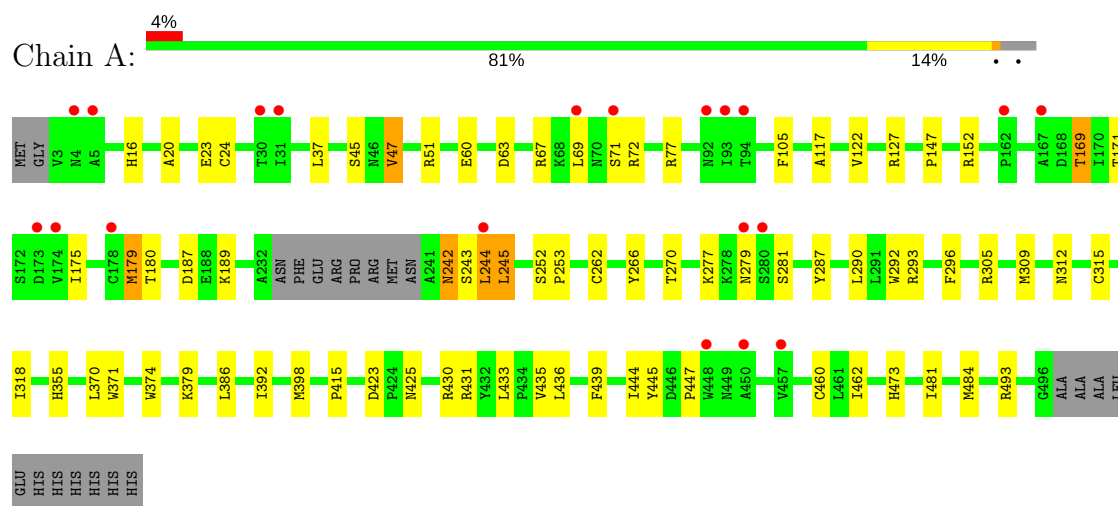 4%
Chain A:
81% 14% • •
MET GLY V3 N4 A5 H16 A20 E23 C24 T30 I31 L37 S45 N46 V47 R51 E60 D63 R67 K68 L69 N70 S71 R72 R77 N92 I93 T94 F105 A117 V122 R127 P147 R152 P162 A167 D168 T169 I170 T171
S172 D173 V174 I175 C178 M179 T180 D187 E188 K189 A232 ASN PHE GLU ARG PRO ARG MET ASN A241 N242 S243 L244 L245 S252 P253 C262 Y266 T270 K277 K278 N279 S280 S281 Y287 L290 L291 W292 R293 F296 R305 M309 N312 C315
I318 H355 L370 W371 W374 K379 L386 I392 M398 P415 D423 P424 N425 R430 R431 Y432 L433 P434 V435 L436 F439 I444 Y445 D446 P447 W448 N449 A450 V457 C460 L461 I462 H473 I481 M484 R493 G496 ALA ALA ALA LEU
GLU HIS HIS HIS HIS HIS HIS